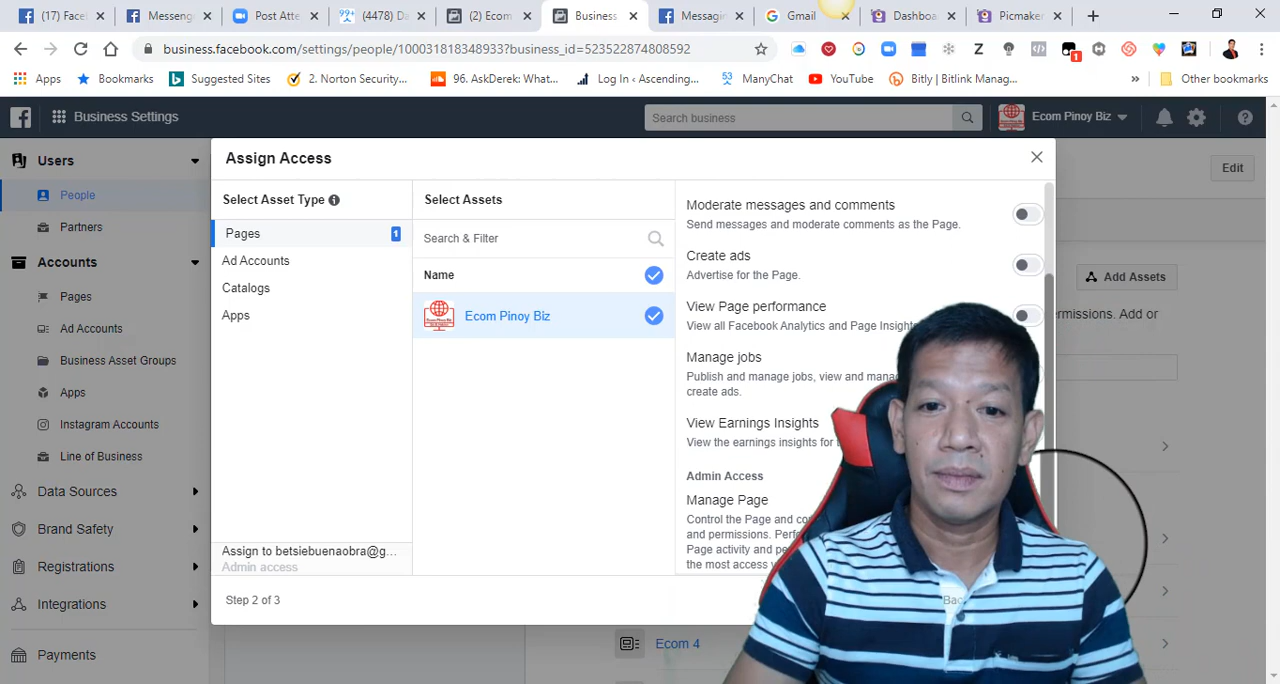 (17) Fac
Messeng
Post Atte
(4478) Da
(2) Ecom
Business
Messagin
Gmail
Dashboa
Picmaker
business.facebook.com/settings/people/100031818348933?business_id=523522874808592
Apps
Bookmarks
Suggested Sites
2. Norton Security...
96. AskDerek: What...
Log In ‹ Ascending...
ManyChat
YouTube
Bitly | Bitlink Manag...
»
Other bookmarks
Business Settings
Search business
Ecom Pinoy Biz
Users
People
Partners
Accounts
Pages
Ad Accounts
Business Asset Groups
Apps
Instagram Accounts
Line of Business
Data Sources
Brand Safety
Registrations
Integrations
Payments
Assign Access
Select Asset Type
Pages 1
Ad Accounts
Catalogs
Apps
Assign to betsiebuenaobra@g...
Admin access
Step 2 of 3
Select Assets
Search & Filter
Name
Ecom Pinoy Biz
Moderate messages and comments
Send messages and moderate comments as the Page.
Create ads
Advertise for the Page.
View Page performance
View all Facebook Analytics and Page Insights
Manage jobs
Publish and manage jobs, view and mana
create ads.
View Earnings Insights
View the earnings insights for
Admin Access
Manage Page
Control the Page and co
and permissions. Perfo
Page activity and pe
the most access
Bac
Edit
Add Assets
ermissions. Add or
Ecom 4